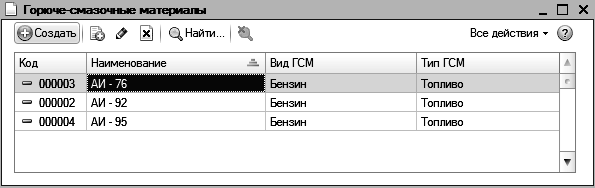 Горюче-смазочные материалы
Создать Найти... Все действия ?
Код Наименование Вид ГСМ Тип ГСМ
000003 АИ - 76 Бензин Топливо
000002 АИ - 92 Бензин Топливо
000004 АИ - 95 Бензин Топливо